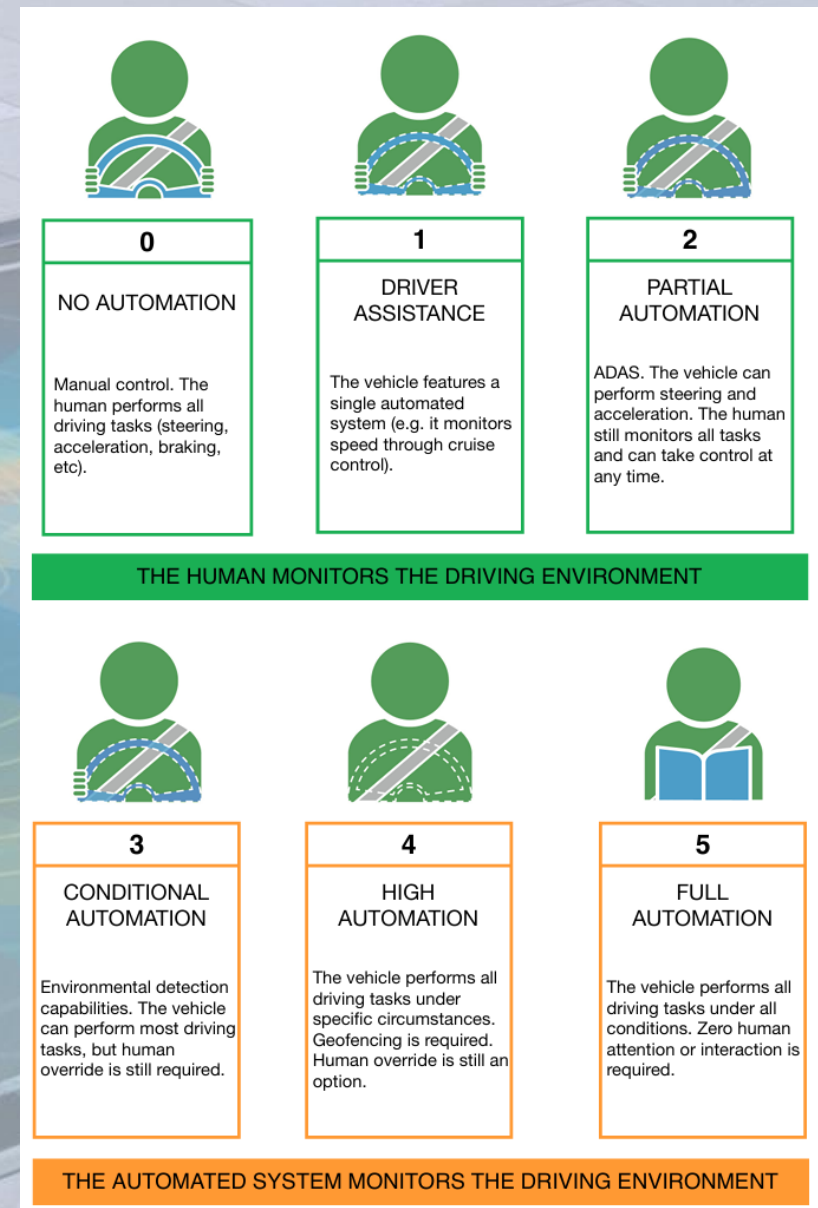 0
NO AUTOMATION
Manual control. The
human performs all
driving tasks (steering,
acceleration, braking,
etc).
1
DRIVER
ASSISTANCE
The vehicle features a
single automated
system (e.g. it monitors
speed through cruise
control).
2
PARTIAL
AUTOMATION
ADAS. The vehicle can
perform steering and
acceleration. The human
still monitors all tasks
and can take control at
any time.
THE HUMAN MONITORS THE DRIVING ENVIRONMENT
3
CONDITIONAL
AUTOMATION
Environmental detection
capabilities. The vehicle
can perform most driving
tasks, but human
override is still required.
4
HIGH
AUTOMATION
The vehicle performs all
driving tasks under
specific circumstances.
Geofencing is required.
Human override is still an
option.
5
FULL
AUTOMATION
The vehicle performs all
driving tasks under all
conditions. Zero human
attention or interaction is
required.
THE AUTOMATED SYSTEM MONITORS THE DRIVING ENVIRONMENT